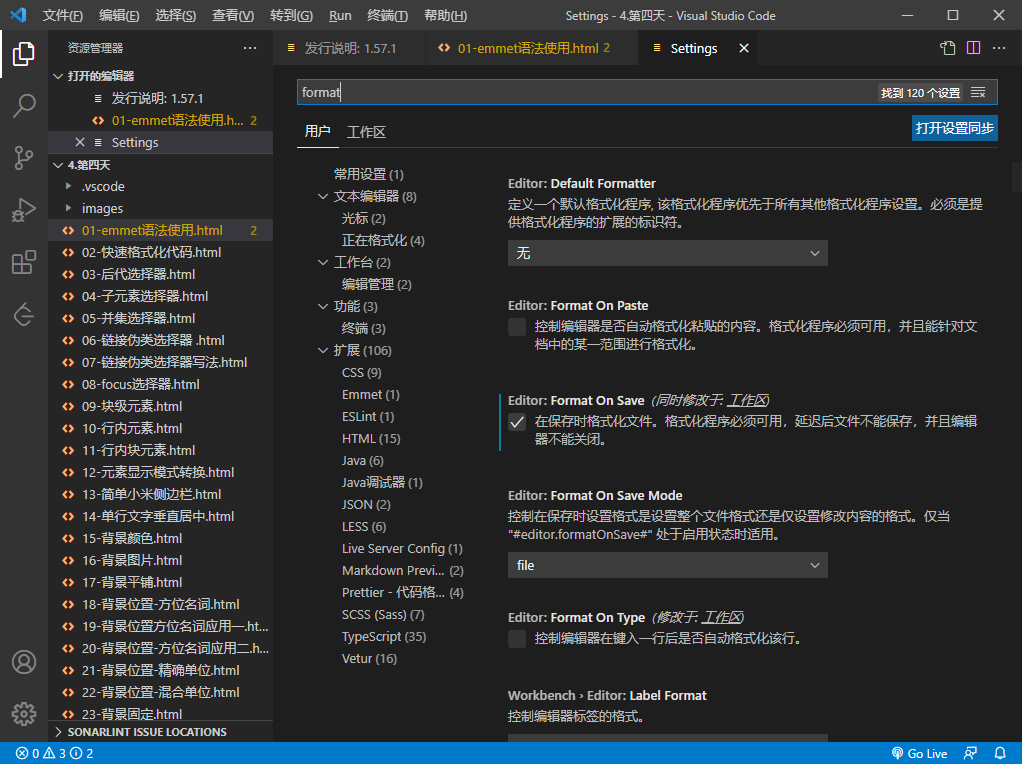 文件(F) 编辑(E) 选择(S) 查看(V) 转到(G) Run 终端(T) 帮助(H) Settings - 4.第四天 - Visual Studio Code
资源管理器 ···
打开的编辑器
发行说明: 1.57.1
01-emmet语法使用.h... 2
Settings
4.第四天
.vscode
images
01-emmet语法使用.html 2
02-快速格式化代码.html
03-后代选择器.html
04-子元素选择器.html
05-并集选择器.html
06-链接伪类选择器 .html
07-链接伪类选择器写法.html
08-focus选择器.html
09-块级元素.html
10-行内元素.html
11-行内块元素.html
12-元素显示模式转换.html
13-简单小米侧边栏.html
14-单行文字垂直居中.html
15-背景颜色.html
16-背景图片.html
17-背景平铺.html
18-背景位置-方位名词.html
19-背景位置方位名词应用一.ht...
20-背景位置-方位名词应用二.h...
21-背景位置-精确单位.html
22-背景位置-混合单位.html
23-背景固定.html
SONARLINT ISSUE LOCATIONS
发行说明: 1.57.1 01-emmet语法使用.html 2 Settings ···
format 找到 120 个设置
用户 工作区 打开设置同步
常用设置 (1)
文本编辑器 (8)
光标 (2)
正在格式化 (4)
工作台 (2)
编辑管理 (2)
功能 (3)
终端 (3)
扩展 (106)
CSS (9)
Emmet (1)
ESLint (1)
HTML (15)
Java (6)
Java调试器 (1)
JSON (2)
LESS (6)
Live Server Config (1)
Markdown Previ... (2)
Prettier - 代码格... (4)
SCSS (Sass) (7)
TypeScript (35)
Vetur (16)
Editor: Default Formatter
定义一个默认格式化程序, 该格式化程序优先于所有其他格式化程序设置。必须是提
供格式化程序的扩展的标识符。
无
Editor: Format On Paste
控制编辑器是否自动格式化粘贴的内容。格式化程序必须可用，并且能针对文
档中的某一范围进行格式化。
Editor: Format On Save (同时修改于: 工作区)
在保存时格式化文件。格式化程序必须可用，延迟后文件不能保存，并且编辑
器不能关闭。
Editor: Format On Save Mode
控制在保存时设置格式是设置整个文件格式还是仅设置修改内容的格式。仅当
"#editor.formatOnSave#" 处于启用状态时适用。
file
Editor: Format On Type (修改于: 工作区)
控制编辑器在键入一行后是否自动格式化该行。
Workbench › Editor: Label Format
控制编辑器标签的格式。
0 3 2 Go Live